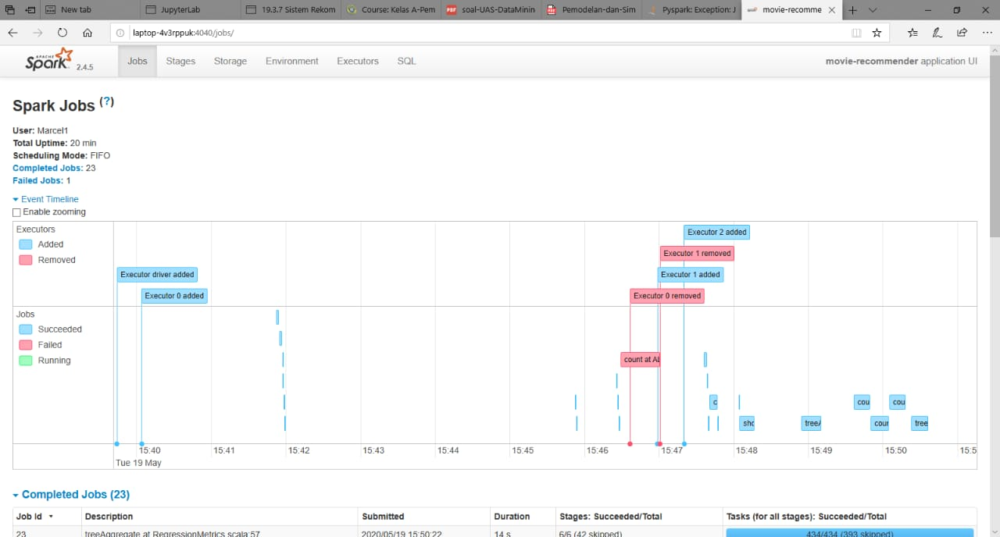 New tab
JupyterLab
19.3.7 Sistem Rekom
Course: Kelas A-Pem
soal-UAS-DataMinin
Pemodelan-dan-Sim
Pyspark: Exception: J
movie-recomme
laptop-4v3rppuk:4040/jobs/
APACHE
Spark 2.4.5
Jobs
Stages
Storage
Environment
Executors
SQL
movie-recommender application UI
Spark Jobs (?)
User: Marcel1
Total Uptime: 20 min
Scheduling Mode: FIFO
Completed Jobs: 23
Failed Jobs: 1
Event Timeline
Enable zooming
Executors
Added
Removed
Executor 2 added
Executor 1 removed
Executor driver added
Executor 1 added
Executor 0 added
Executor 0 removed
Jobs
Succeeded
Failed
Running
count at Al
c
cou
cou
sho
treeA
cour
tree
15:40
15:41
15:42
15:43
15:44
15:45
15:46
15:47
15:48
15:49
15:50
15:5
Tue 19 May
Completed Jobs (23)
Job Id
Description
Submitted
Duration
Stages: Succeeded/Total
Tasks (for all stages): Succeeded/Total
23
treeAggregate at RegressionMetrics.scala:57
2020/05/19 15:50:22
14 s
6/6 (42 skipped)
434/434 (393 skipped)